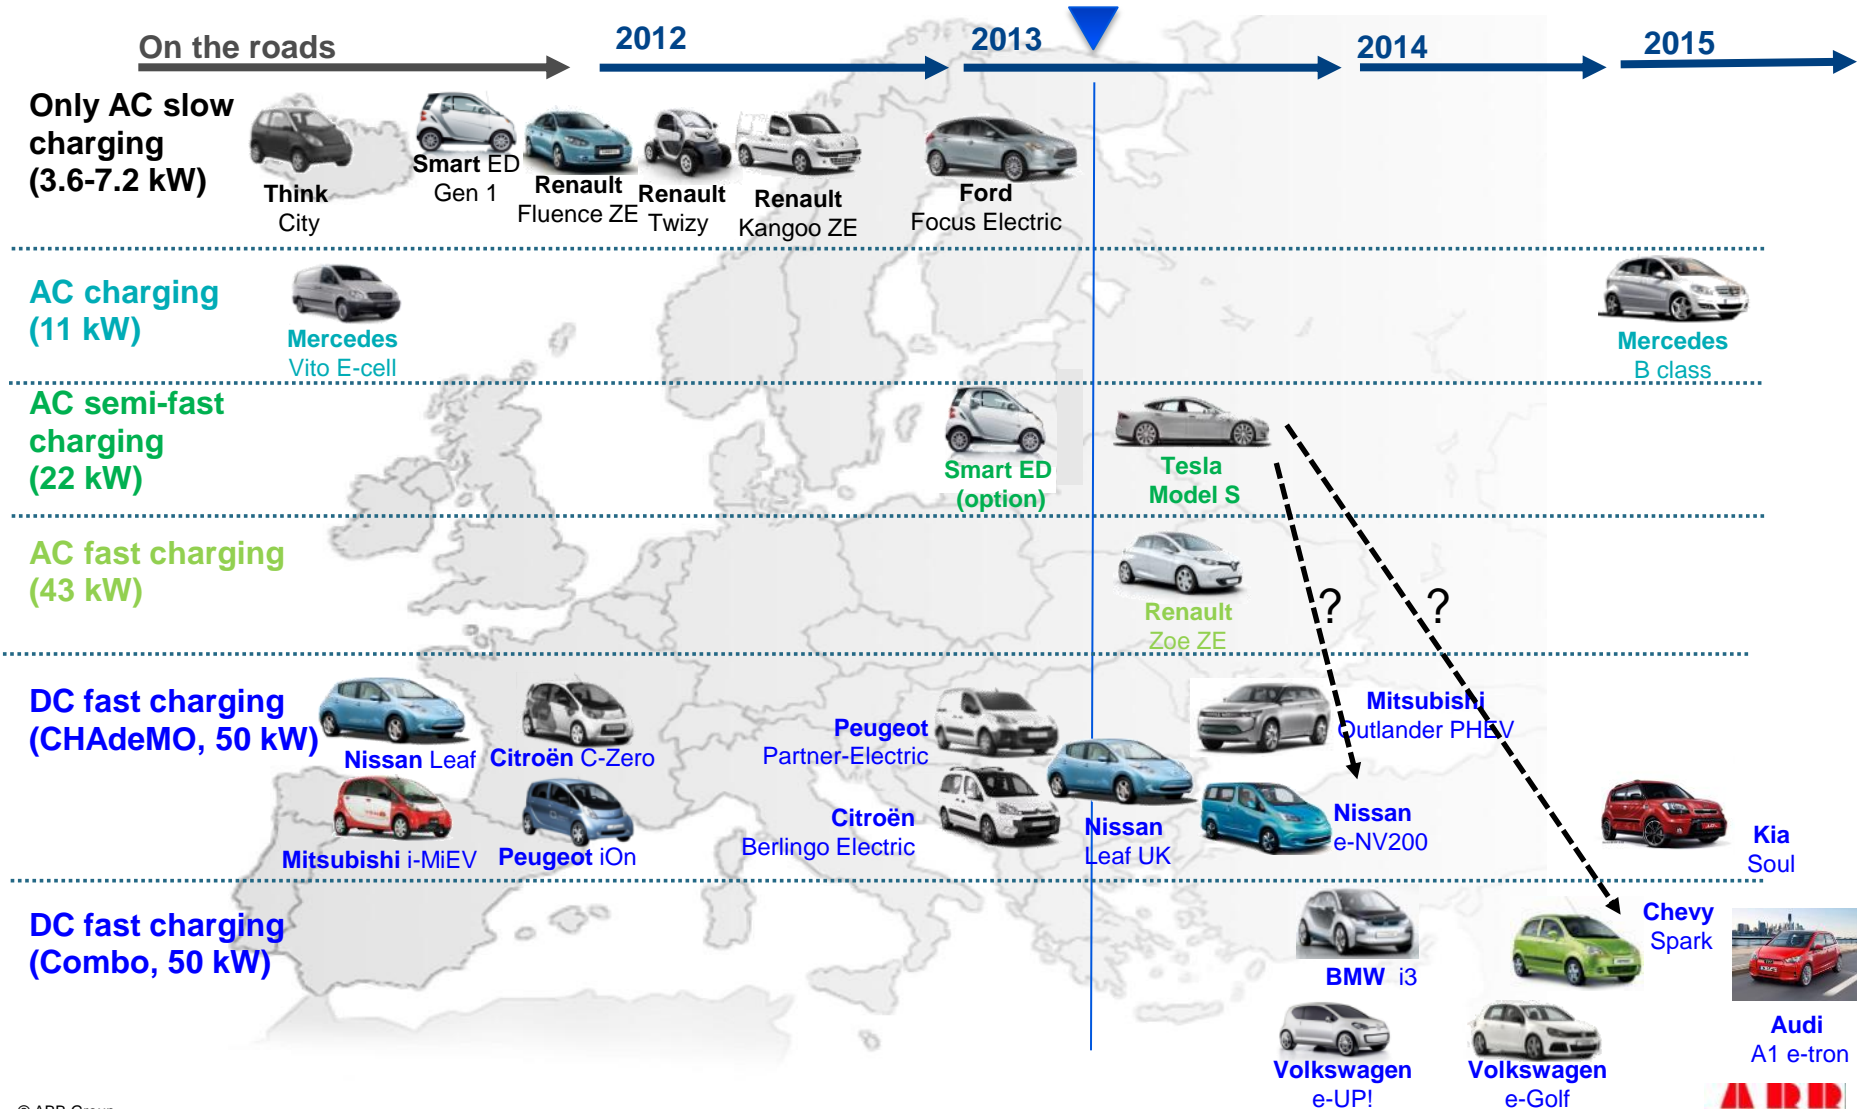 On the roads
2012
2013
2014
2015
Only AC slow
charging
(3.6-7.2 kW)
Think
City
Smart ED
Gen 1
Renault
Fluence ZE
Renault
Twizy
Renault
Kangoo ZE
Ford
Focus Electric
AC charging
(11 kW)
Mercedes
Vito E-cell
Mercedes
B class
AC semi-fast
charging
(22 kW)
Smart ED
(option)
Tesla
Model S
AC fast charging
(43 kW)
Renault
Zoe ZE
?
?
DC fast charging
(CHAdeMO, 50 kW)
Nissan Leaf
Citroën C-Zero
Mitsubishi i-MiEV
Peugeot iOn
Peugeot
Partner-Electric
Citroën
Berlingo Electric
Nissan
Leaf UK
Mitsubishi
Outlander PHEV
Nissan
e-NV200
Kia
Soul
DC fast charging
(Combo, 50 kW)
BMW i3
Volkswagen
e-UP!
Volkswagen
e-Golf
Chevy
Spark
Audi
A1 e-tron
© ABB Group
ABB